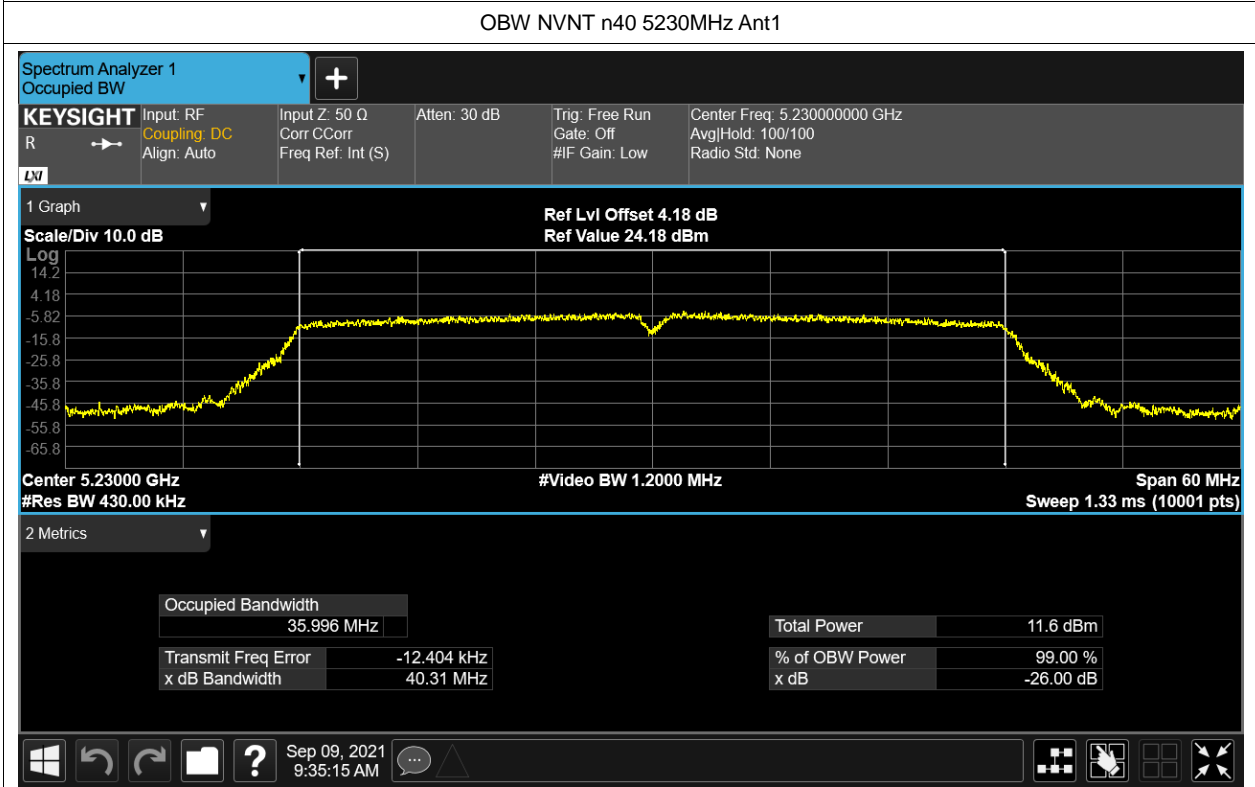 OBW NVNT n40 5230MHz Ant1
Spectrum Analyzer 1
Occupied BW
KEYSIGHT
R
LXI
Input: RF
Coupling: DC
Align: Auto
Input Z: 50 Ω
Corr CCorr
Freq Ref: Int (S)
Atten: 30 dB
Trig: Free Run
Gate: Off
#IF Gain: Low
Center Freq: 5.230000000 GHz
Avg|Hold: 100/100
Radio Std: None
1 Graph
Scale/Div 10.0 dB
Ref Lvl Offset 4.18 dB
Ref Value 24.18 dBm
Log
14.2
4.18
-5.82
-15.8
-25.8
-35.8
-45.8
-55.8
-65.8
Center 5.23000 GHz
#Video BW 1.2000 MHz
Span 60 MHz
#Res BW 430.00 kHz
Sweep 1.33 ms (10001 pts)
2 Metrics
Occupied Bandwidth
35.996 MHz
Total Power 11.6 dBm
Transmit Freq Error -12.404 kHz
% of OBW Power 99.00 %
x dB Bandwidth 40.31 MHz
x dB -26.00 dB
?
Sep 09, 2021
9:35:15 AM